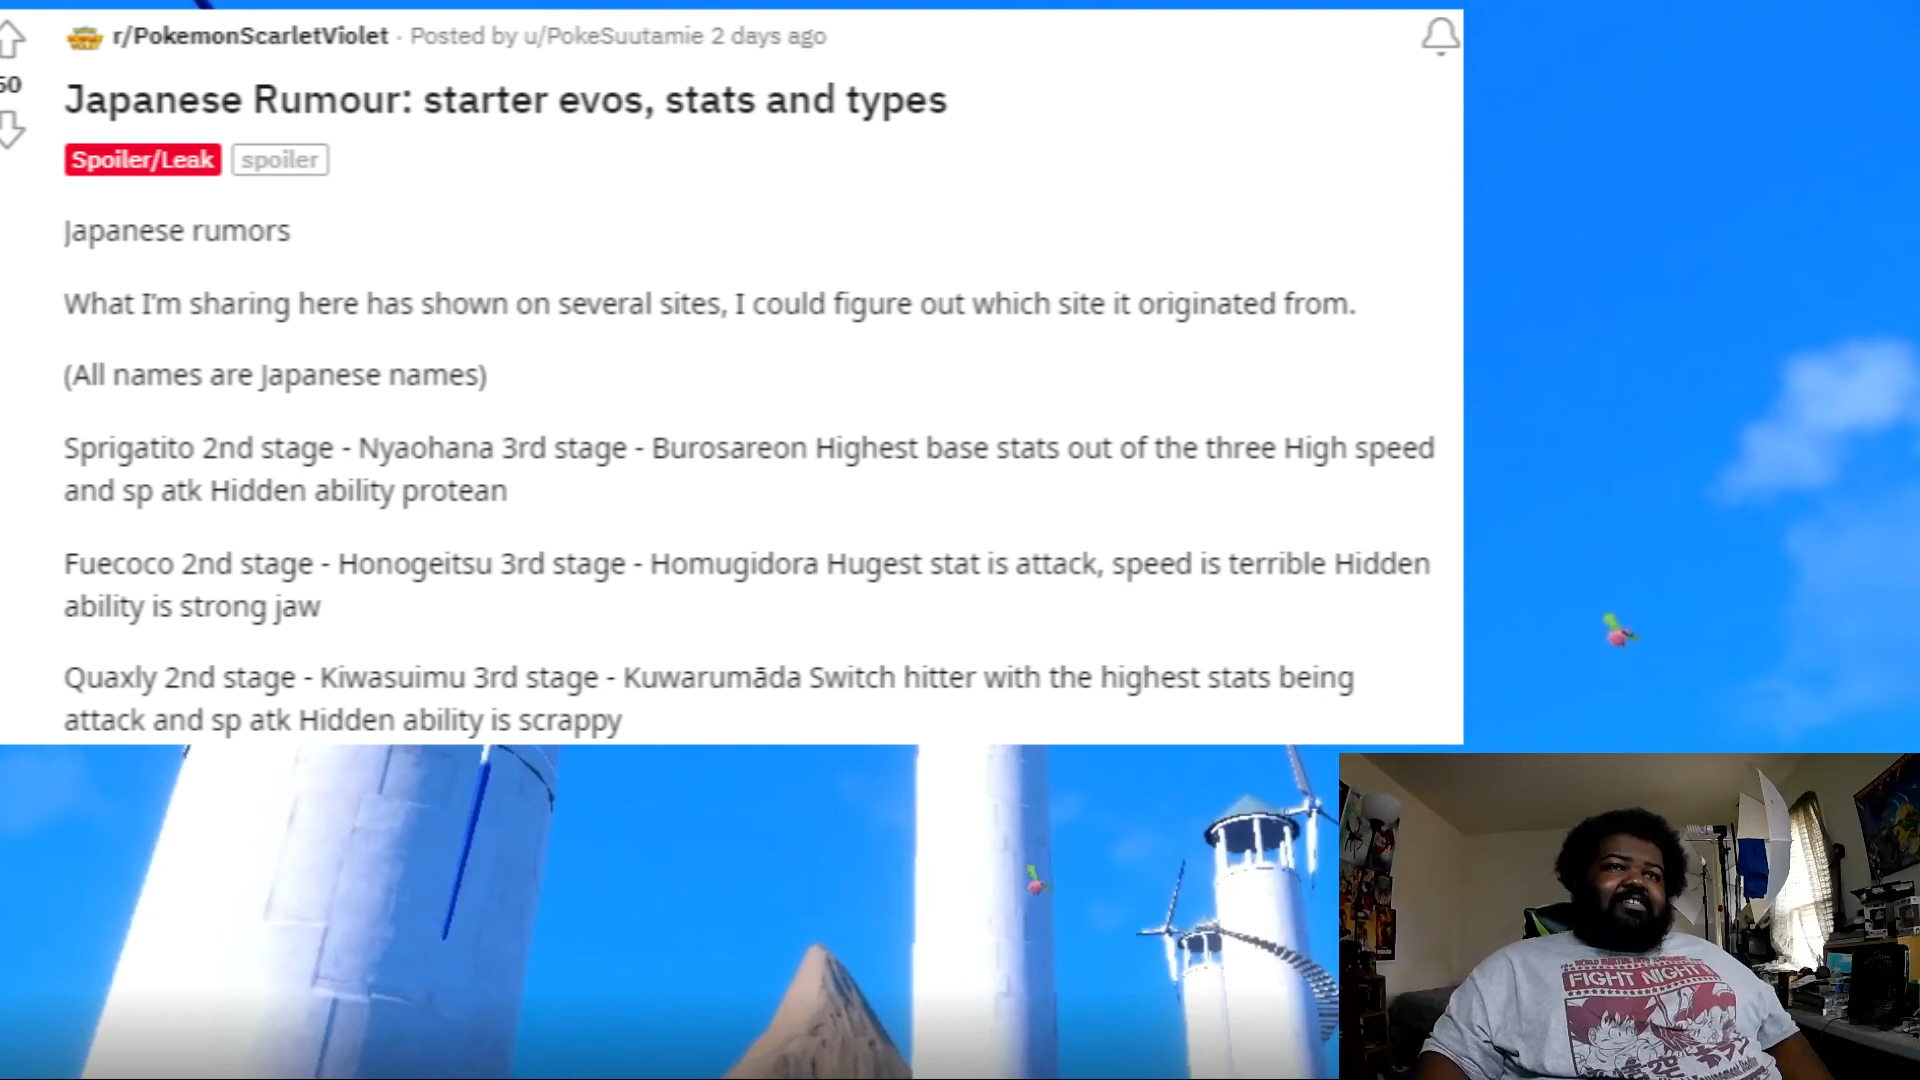 r/PokemonScarletViolet · Posted by u/PokeSuutamie 2 days ago
Japanese Rumour: starter evos, stats and types
Spoiler/Leak spoiler
Japanese rumors
What I'm sharing here has shown on several sites, I could figure out which site it originated from.
(All names are Japanese names)
Sprigatito 2nd stage - Nyaohana 3rd stage - Burosareon Highest base stats out of the three High speed
and sp atk Hidden ability protean
Fuecoco 2nd stage - Honogeitsu 3rd stage - Homugidora Hugest stat is attack, speed is terrible Hidden
ability is strong jaw
Quaxly 2nd stage - Kiwasuimu 3rd stage - Kuwarumāda Switch hitter with the highest stats being
attack and sp atk Hidden ability is scrappy
FIGHT NIGHT